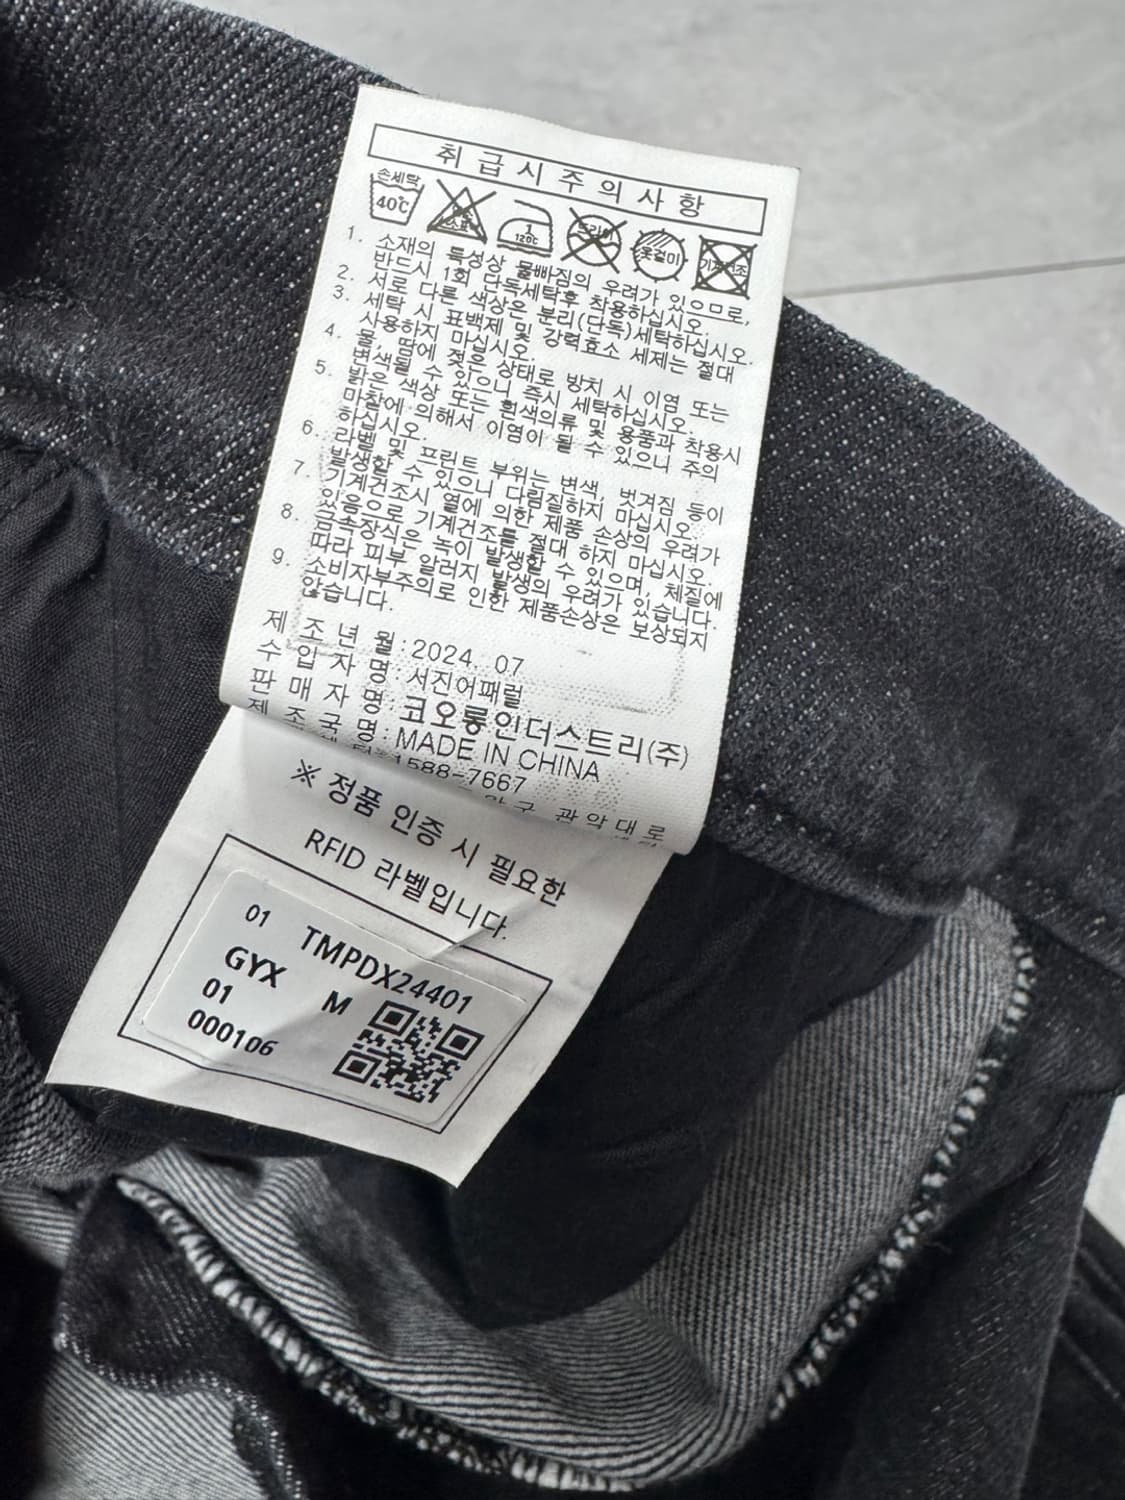 취급시주의사항
손세탁
40℃
1
120℃
옷걸이
1. 소재의 특성상 물빠짐의 우려가 있으므로,
반드시 1회 단독세탁후 착용하십시오.
2. 서로 다른 색상은 분리(단독)세탁하십시오.
3. 세탁 시 표백제 및 강력효소 세제는 절대
사용하지 마십시오.
4. 물, 땀에 젖은 상태로 방치 시 이염 또는
변색될 수 있으니 즉시 세탁하십시오.
5. 밝은 색상 또는 흰색의류 및 용품과 착용시
마찰에 의해서 이염이 될 수 있으니 주의
하십시오.
6. 라벨 및 프린트 부위는 변색, 벗겨짐 등이
발생할 수 있으니 다림질하지 마십시오.
7. 기계건조시 열에 의한 제품 손상의 우려가
있음으로 기계건조를 절대 하지 마십시오.
8. 금속장식은 녹이 발생할 수 있으며, 체질에
따라 피부 알러지 발생의 우려가 있습니다.
9. 소비자부주의로 인한 제품손상은 보상되지
않습니다.
제조년월:2024. 07
수입자명:서진어패럴
판매자명:코오롱인더스트리(주)
제조국명:MADE IN CHINA
1588-7667
관악대로
※ 정품 인증 시 필요한
RFID 라벨입니다.
01 TMPDX24401
GYX M
01
000106